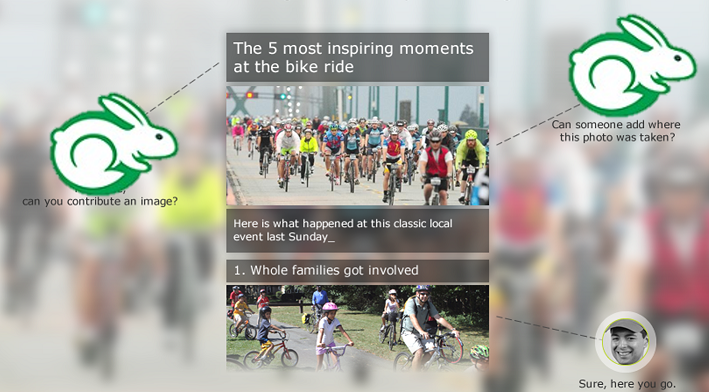 The 5 most inspiring moments
at the bike ride
can you contribute an image?
Can someone add where
this photo was taken?
Here is what happened at this classic local
event last Sunday_
1. Whole families got involved
Sure, here you go.